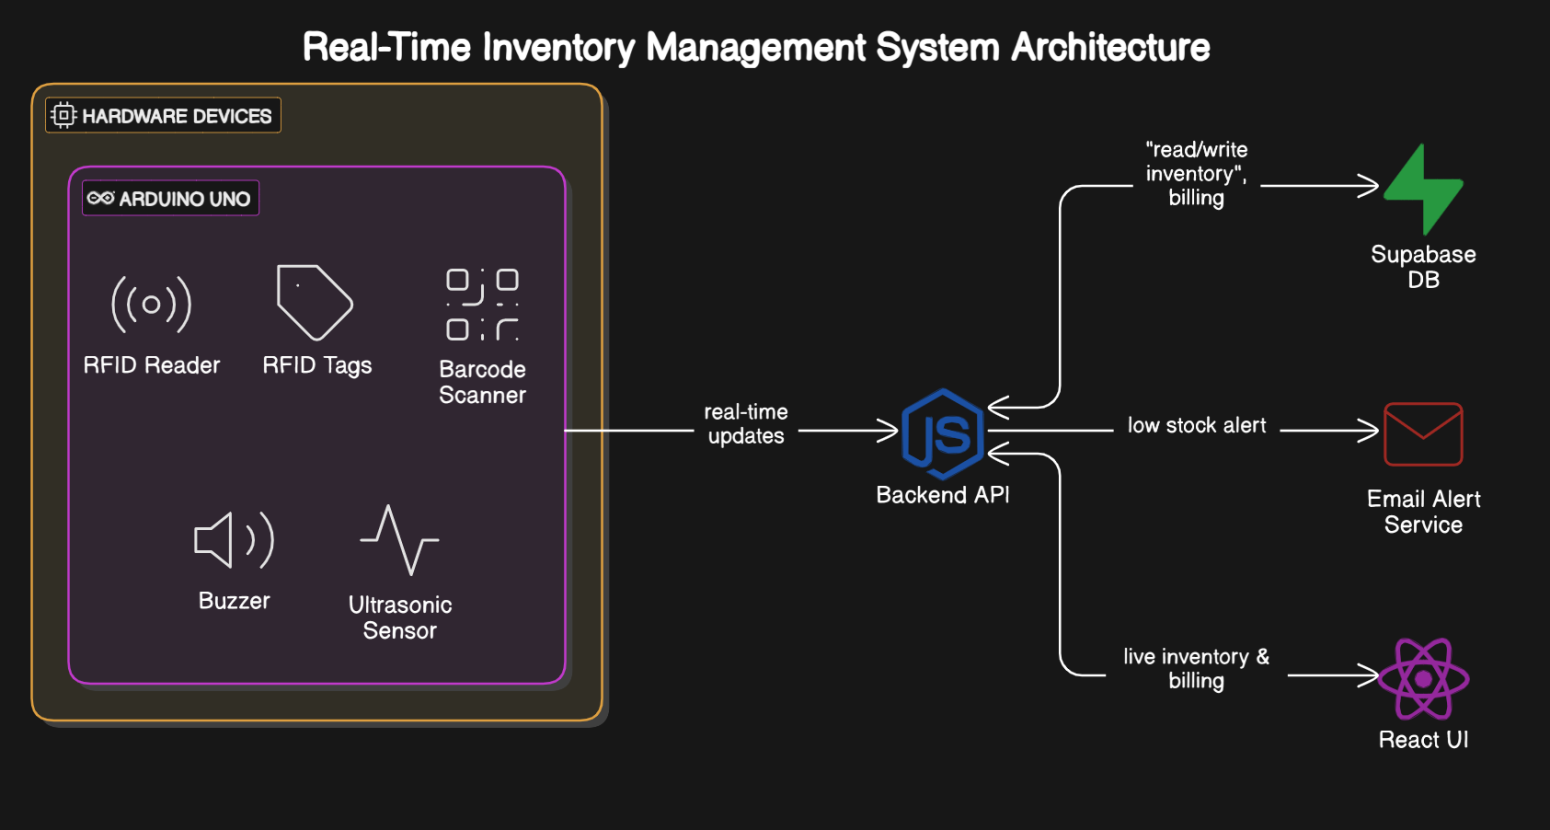 Real-Time Inventory Management System Architecture
HARDWARE DEVICES
ARDUINO UNO
RFID Reader
RFID Tags
Barcode
Scanner
Buzzer
Ultrasonic
Sensor
real-time
updates
JS
Backend API
"read/write
inventory",
billing
Supabase
DB
low stock alert
Email Alert
Service
live inventory &
billing
React UI